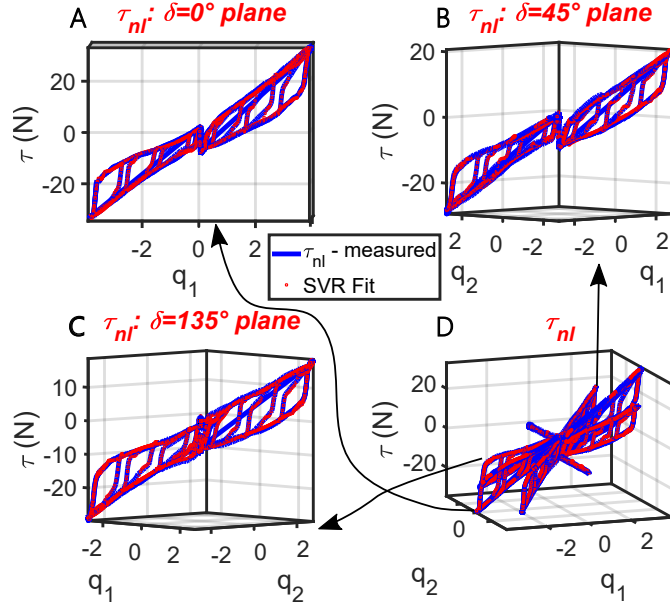 A
τnl: δ=0° plane
τ (N)
20
0
-20
-2 0 2
q1
B
τnl: δ=45° plane
τ (N)
20
0
-20
2 0 -2 -2 0 2
q2 q1
τnl - measured
SVR Fit
C
τnl: δ=135° plane
τ (N)
10
0
-10
-20
-2 0 2 -2 0 2
q1 q2
D
τnl
τ (N)
20
0
-20
0 -2 0 2
q2 q1